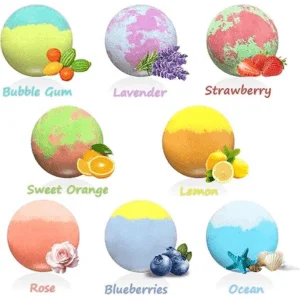 Bubble Gum
Lavender
Strawberry
Sweet Orange
Lemon
Rose
Blueberries
Ocean